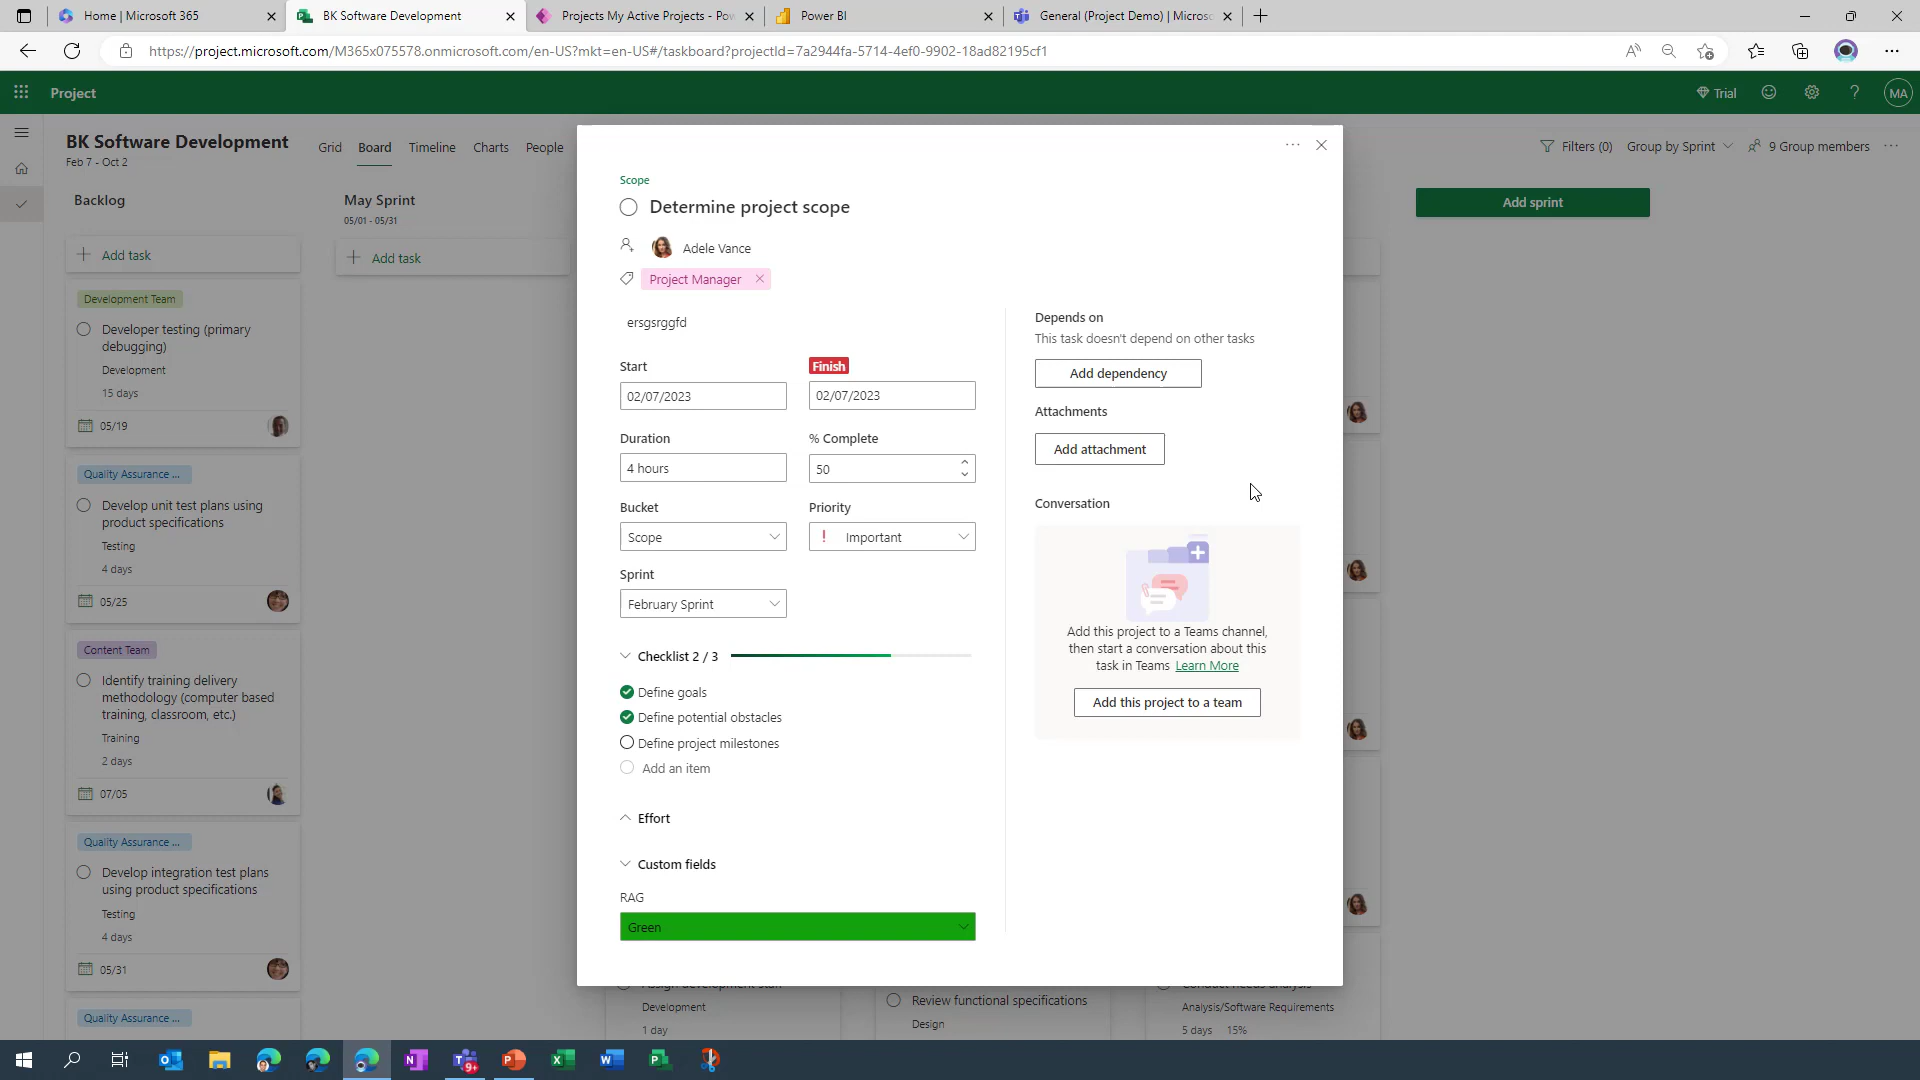 Home | Microsoft 365
BK Software Development
Projects My Active Projects - Pow
Power BI
General (Project Demo) | Microso
https://project.microsoft.com/M365x075578.onmicrosoft.com/en-US?mkt=en-US#/taskboard?projectId=7a2944fa-5714-4ef0-9902-18ad82195cf1
Project
Trial
MA
BK Software Development
Feb 7 - Oct 2
Grid
Board
Timeline
Charts
People
Filters (0)
Group by Sprint
9 Group members
Backlog
Add task
Development Team
Developer testing (primary
debugging)
Development
15 days
05/19
Quality Assurance ...
Develop unit test plans using
product specifications
Testing
4 days
05/25
Content Team
Identify training delivery
methodology (computer based
training, classroom, etc.)
Training
2 days
07/05
Quality Assurance ...
Develop integration test plans
using product specifications
Testing
4 days
05/31
Quality Assurance ...
May Sprint
05/01 - 05/31
Add task
Add sprint
Scope
Determine project scope
Adele Vance
Project Manager
ersgsrggfd
Start
Finish
02/07/2023
02/07/2023
Duration
% Complete
4 hours
50
Bucket
Priority
Scope
! Important
Sprint
February Sprint
Checklist 2 / 3
Define goals
Define potential obstacles
Define project milestones
Add an item
Effort
Custom fields
RAG
Green
Depends on
This task doesn't depend on other tasks
Add dependency
Attachments
Add attachment
Conversation
Add this project to a Teams channel,
then start a conversation about this
task in Teams Learn More
Add this project to a team
Development
1 day
Review functional specifications
Design
Conduct needs analysis
Analysis/Software Requirements
5 days 15%
9+